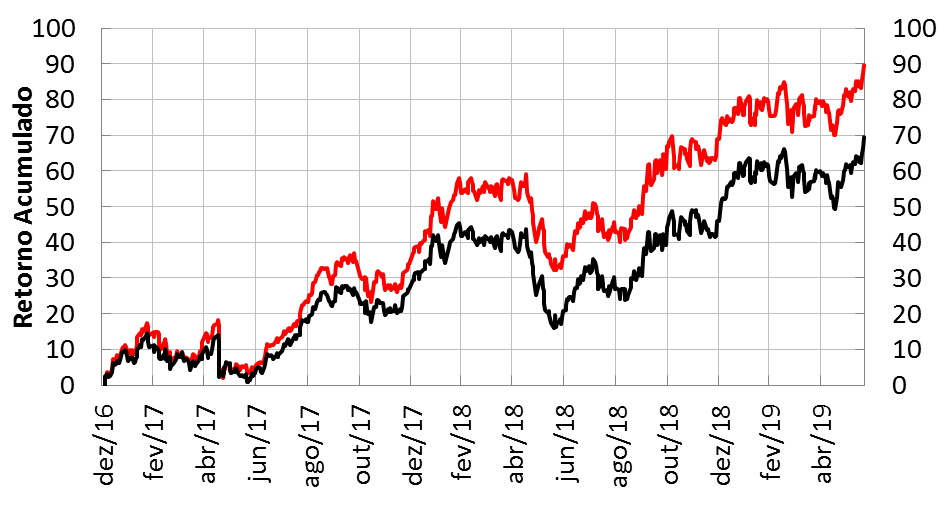 Retorno Acumulado
100
90
80
70
60
50
40
30
20
10
0
100
90
80
70
60
50
40
30
20
10
0
dez/16
fev/17
abr/17
jun/17
ago/17
out/17
dez/17
fev/18
abr/18
jun/18
ago/18
out/18
dez/18
fev/19
abr/19